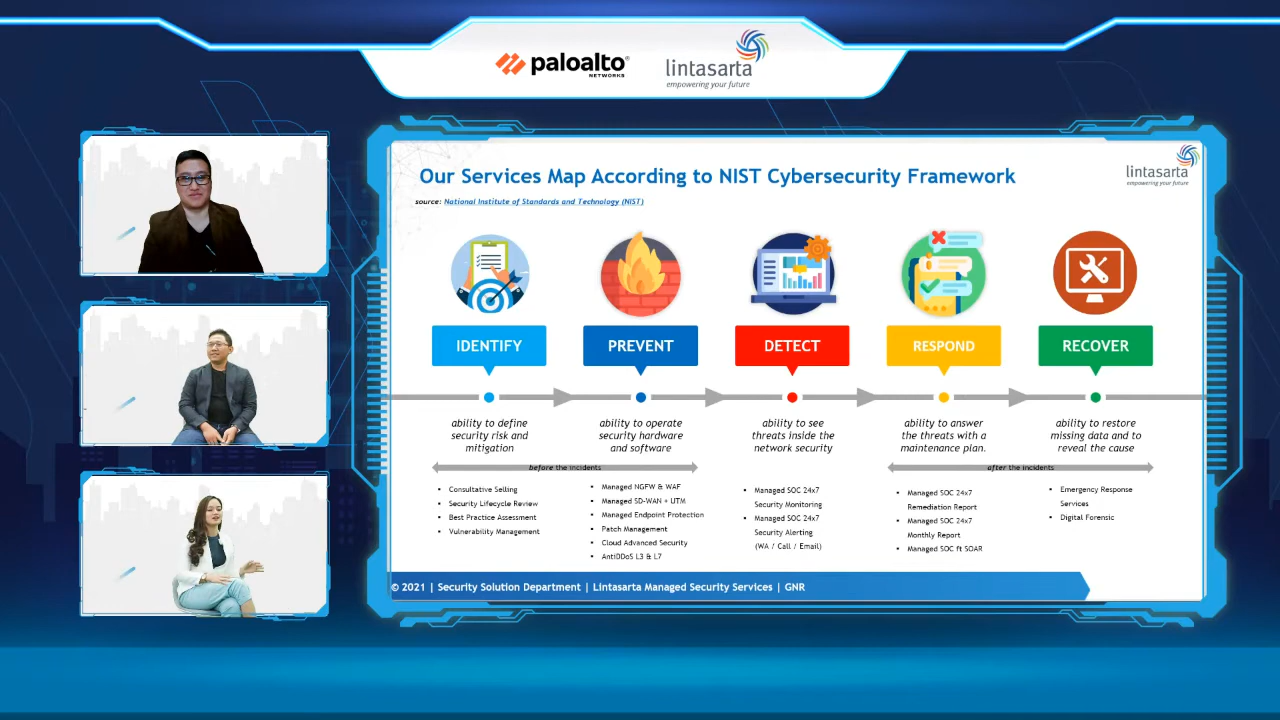 paloalto
NETWORKS
lintasarta
empowering your future
Our Services Map According to NIST Cybersecurity Framework
source: National Institute of Standards and Technology (NIST)
lintasarta
empowering your future
IDENTIFY
PREVENT
DETECT
RESPOND
RECOVER
ability to define
security risk and
mitigation
ability to operate
security hardware
and software
ability to see
threats inside the
network security
ability to answer
the threats with a
maintenance plan.
ability to restore
missing data and to
reveal the cause
before the incidents
after the incidents
• Consultative Selling
• Security Lifecycle Review
• Best Practice Assessment
• Vulnerability Management
• Managed NGFW & WAF
• Managed SD-WAN + UTM
• Managed Endpoint Protection
• Patch Management
• Cloud Advanced Security
• AntiDDoS L3 & L7
• Managed SOC 24x7
Security Monitoring
• Managed SOC 24x7
Security Alerting
(WA / Call / Email)
• Managed SOC 24x7
Remediation Report
• Managed SOC 24x7
Monthly Report
• Managed SOC ft SOAR
• Emergency Response
Services
• Digital Forensic
© 2021 | Security Solution Department | Lintasarta Managed Security Services | GNR